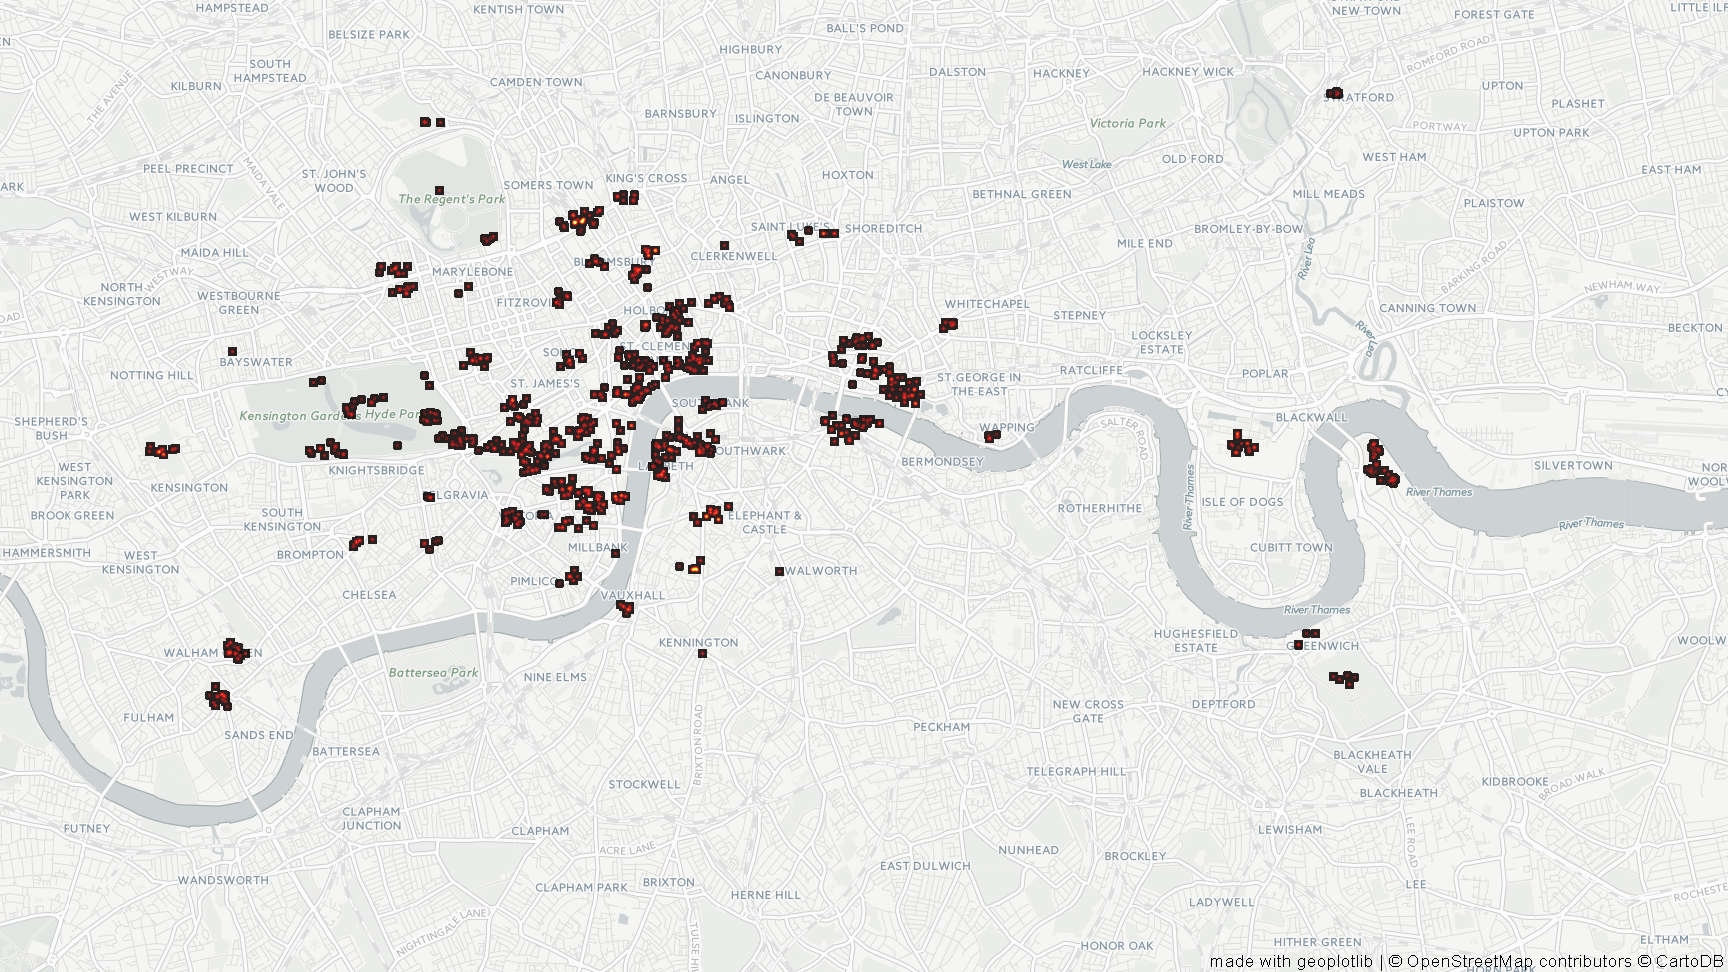 HAMPSTEAD
KENTISH TOWN
NEW TOWN
FOREST GATE
LITTLE ILF
BELSIZE PARK
BALL'S POND
HIGHBURY
ROMFORD ROAD
SOUTH
HAMPSTEAD
CANONBURY
DALSTON
HACKNEY
HACKNEY WICK
THE AVENUE
KILBURN
CAMDEN TOWN
UPTON
DE BEAUVOIR
TOWN
STRATFORD
PLASHET
BARNSBURY
ISLINGTON
Victoria Park
PORTWAY
UPTON PARK
PEEL PRECINCT
MAIDA VALE
ST. JOHN'S
WOOD
West Lake
OLD FORD
WEST HAM
EAST HAM
ARK
The Regent's Park
SOMERS TOWN
KING'S CROSS
ANGEL
HOXTON
BETHNAL GREEN
MILL MEADS
PLAISTOW
WEST KILBURN
SAINT LUKE'S
SHOREDITCH
MILE END
BROMLEY-BY-BOW
MAIDA HILL
WESTWAY
MARYLEBONE
BLOOMSBURY
CLERKENWELL
River Lea
BARKING ROAD
NORTH
KENSINGTON
WESTBOURNE
GREEN
FITZROVI
HOLBO
WHITECHAPEL
STEPNEY
CANNING TOWN
NEWHAM WAY
ROAD
BECKTON
LOCKSLEY
ESTATE
River
Lea
BAYSWATER
SOHO
ST. CLEMEN
NOTTING HILL
ST. JAMES'S
ST.GEORGE IN
THE-EAST
RATCLIFFE
POPLAR
SHEPHERD'S
BUSH
Kensington Gardens
Hyde Park
SOUTH BANK
WAPPING
SALTER ROAD
BLACKWALL
WEST
KENSINGTON
PARK
KNIGHTSBRIDGE
LAMBETH
SOUTHWARK
BERMONDSEY
SILVERTOWN
NOR
WOOLV
KENSINGTON
BELGRAVIA
River Thames
River Thames
ISLE OF DOGS
BROOK GREEN
SOUTH
KENSINGTON
ELEPHANT &
CASTLE
ROTHERHITHE
River Thames
HAMMERSMITH
WEST
KENSINGTON
BROMPTON
MILLBANK
CUBITT TOWN
PIMLICO
WALWORTH
CHELSEA
VAUXHALL
River Thames
KENNINGTON
HUGHESFIELD
ESTATE
GREENWICH
WOOLW
WALHAM GREEN
Battersea Park
NINE ELMS
FULHAM
NEW CROSS
GATE
DEPTFORD
SANDS END
BATTERSEA
BRIXTON ROAD
PECKHAM
BLACKHEATH
VALE
STOCKWELL
TELEGRAPH HILL
KIDBROOKE
BROAD WALK
BLACKHEATH
CLAPHAM
JUNCTION
PUTNEY
CLAPHAM
ACRE LANE
NUNHEAD
BROCKLEY
LEWISHAM
LEE ROAD
EAST DULWICH
WANDSWORTH
CLAPHAM PARK
BRIXTON
HERNE HILL
LEE
ROCHESTE
LADYWELL
NIGHTINGALE LANE
TULSE HI
HONOR OAK
HITHER GREEN
ELTHAM
made with geoplotlib | © OpenStreetMap contributors © CartoDB